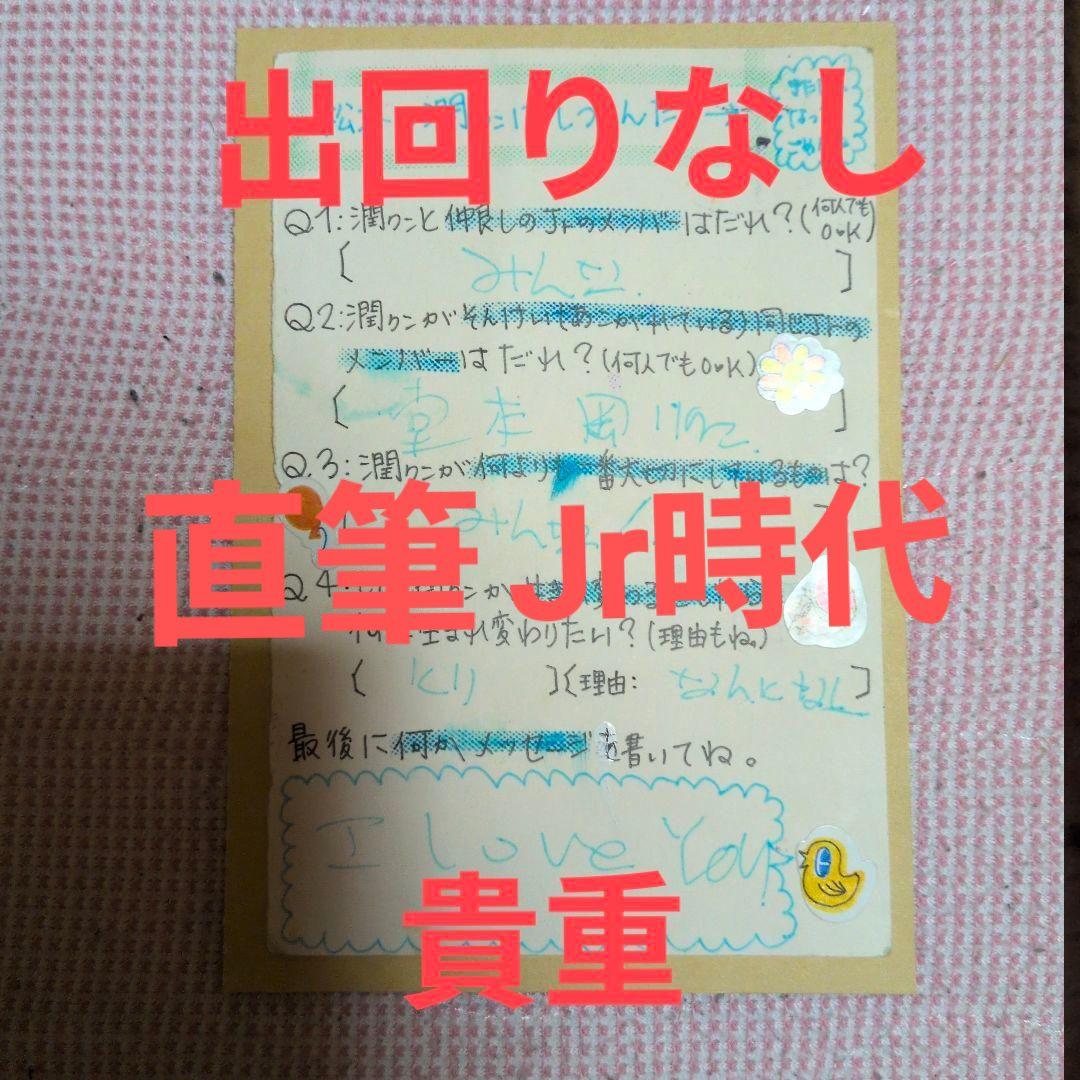 出回りなし
Q.1:潤クンと仲良しのJrのメンバーはだれ?(何人でもO♥K)
[みんな.]
Q.2:潤クンがそんけい(あこがれている)同じJrの
メンバーはだれ?(何人でもO♥K)
[堂本
Q.3:潤クンが何よりも一番大切にしているものは?
みんな
直筆 Jr時代
Q.4
生まれ変わりたい?(理由もね。)
[とり][理由:なんとなく]
最後に何かメッセージを書いてね。
I Love You
貴重